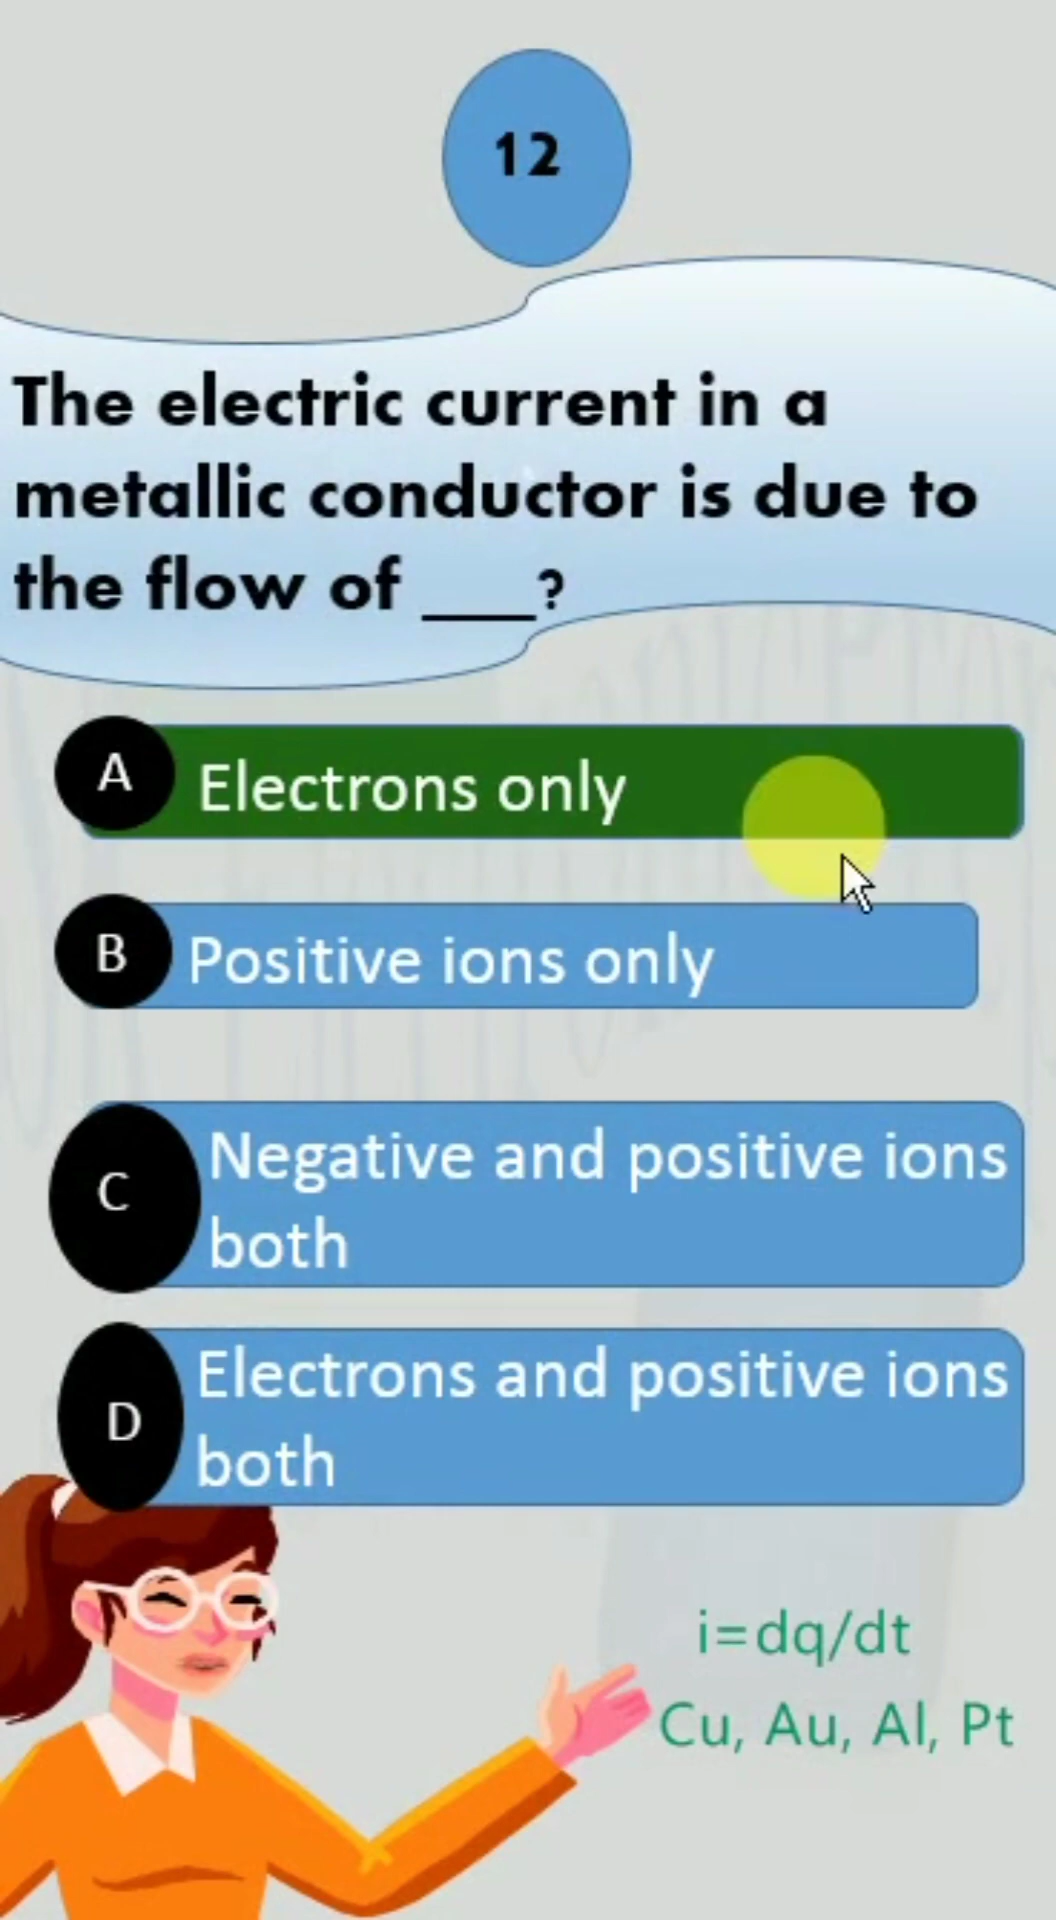 12
The electric current in a
metallic conductor is due to
the flow of ___?
A
Electrons only
B
Positive ions only
C
Negative and positive ions
both
D
Electrons and positive ions
both
i=dq/dt
Cu, Au, Al, Pt